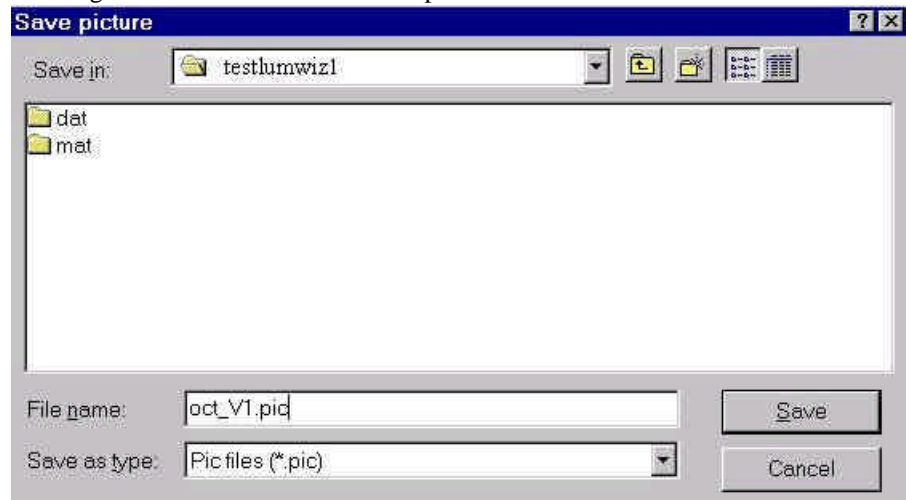 Save picture
Save in: testlumwiz1
dat
mat
File name: oct_V1.pic
Save
Save as type: Pic files (*.pic)
Cancel